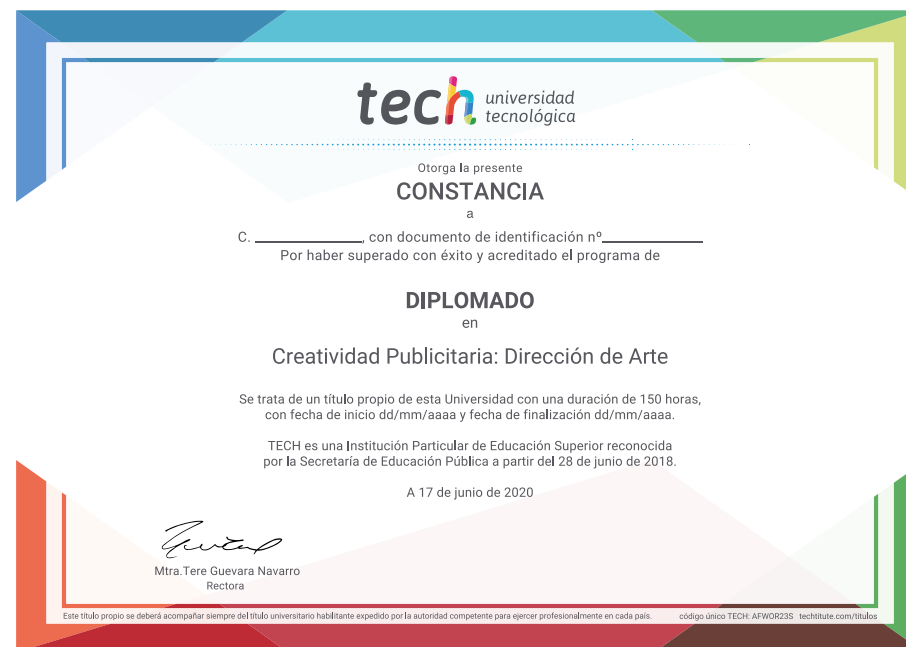 tech universidad
tecnológica
Otorga la presente
CONSTANCIA
a
C. ____________, con documento de identificación nº____________
Por haber superado con éxito y acreditado el programa de
DIPLOMADO
en
Creatividad Publicitaria: Dirección de Arte
Se trata de un título propio de esta Universidad con una duración de 150 horas,
con fecha de inicio dd/mm/aaaa y fecha de finalización dd/mm/aaaa.
TECH es una Institución Particular de Educación Superior reconocida
por la Secretaría de Educación Pública a partir del 28 de junio de 2018.
A 17 de junio de 2020
Mtra.Tere Guevara Navarro
Rectora
Este título propio se deberá acompañar siempre del título universitario habilitante expedido por la autoridad competente para ejercer profesionalmente en cada país. código único TECH: AFWOR23S techtitute.com/titulos